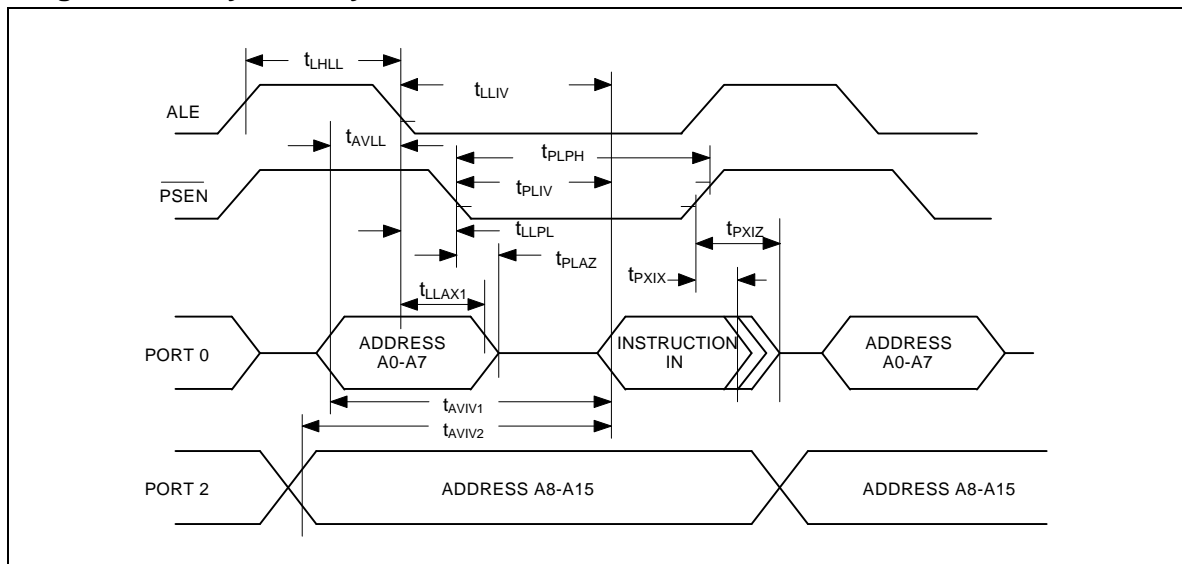 tLHLL
tLLIV
ALE
tAVLL
tPLPH
PSEN
tPLIV
tLLPL
tPXIZ
tPLAZ
tPXIX
tLLAX1
PORT 0
ADDRESS
A0-A7
INSTRUCTION
IN
ADDRESS
A0-A7
tAVIV1
tAVIV2
PORT 2
ADDRESS A8-A15
ADDRESS A8-A15